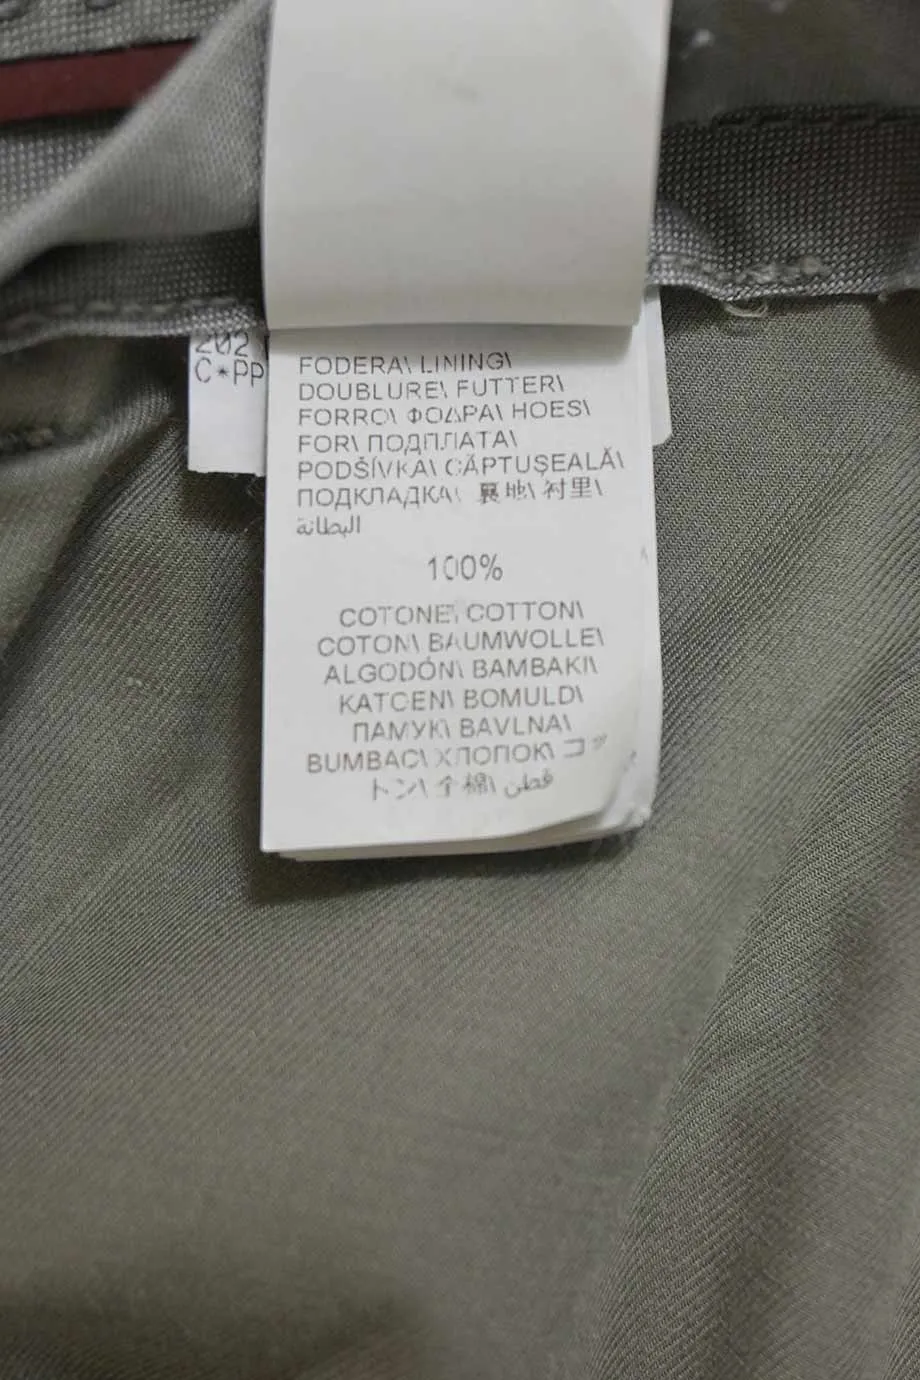 202
C*PP
FODERA\ LINING\
DOUBLURE\ FUTTER\
FORRO\ ΦΟΔΡΑ\ HOES\
FOR\ ПОДПЛАТА\
PODŠÍVKA\ CĂPTUŞEALĂ\
ПОДКЛАДКА\ 裏地\ 衬里\
البطانة
100%
COTONE\ COTTON\
COTON\ BAUMWOLLE\
ALGODÓN\ BAMBAKI\
KATOEN\ BOMULD\
ПАМУК\ BAVLNA\
BUMBAC\ ХЛОПОК\ コッ
トン\ 全棉\ قطن